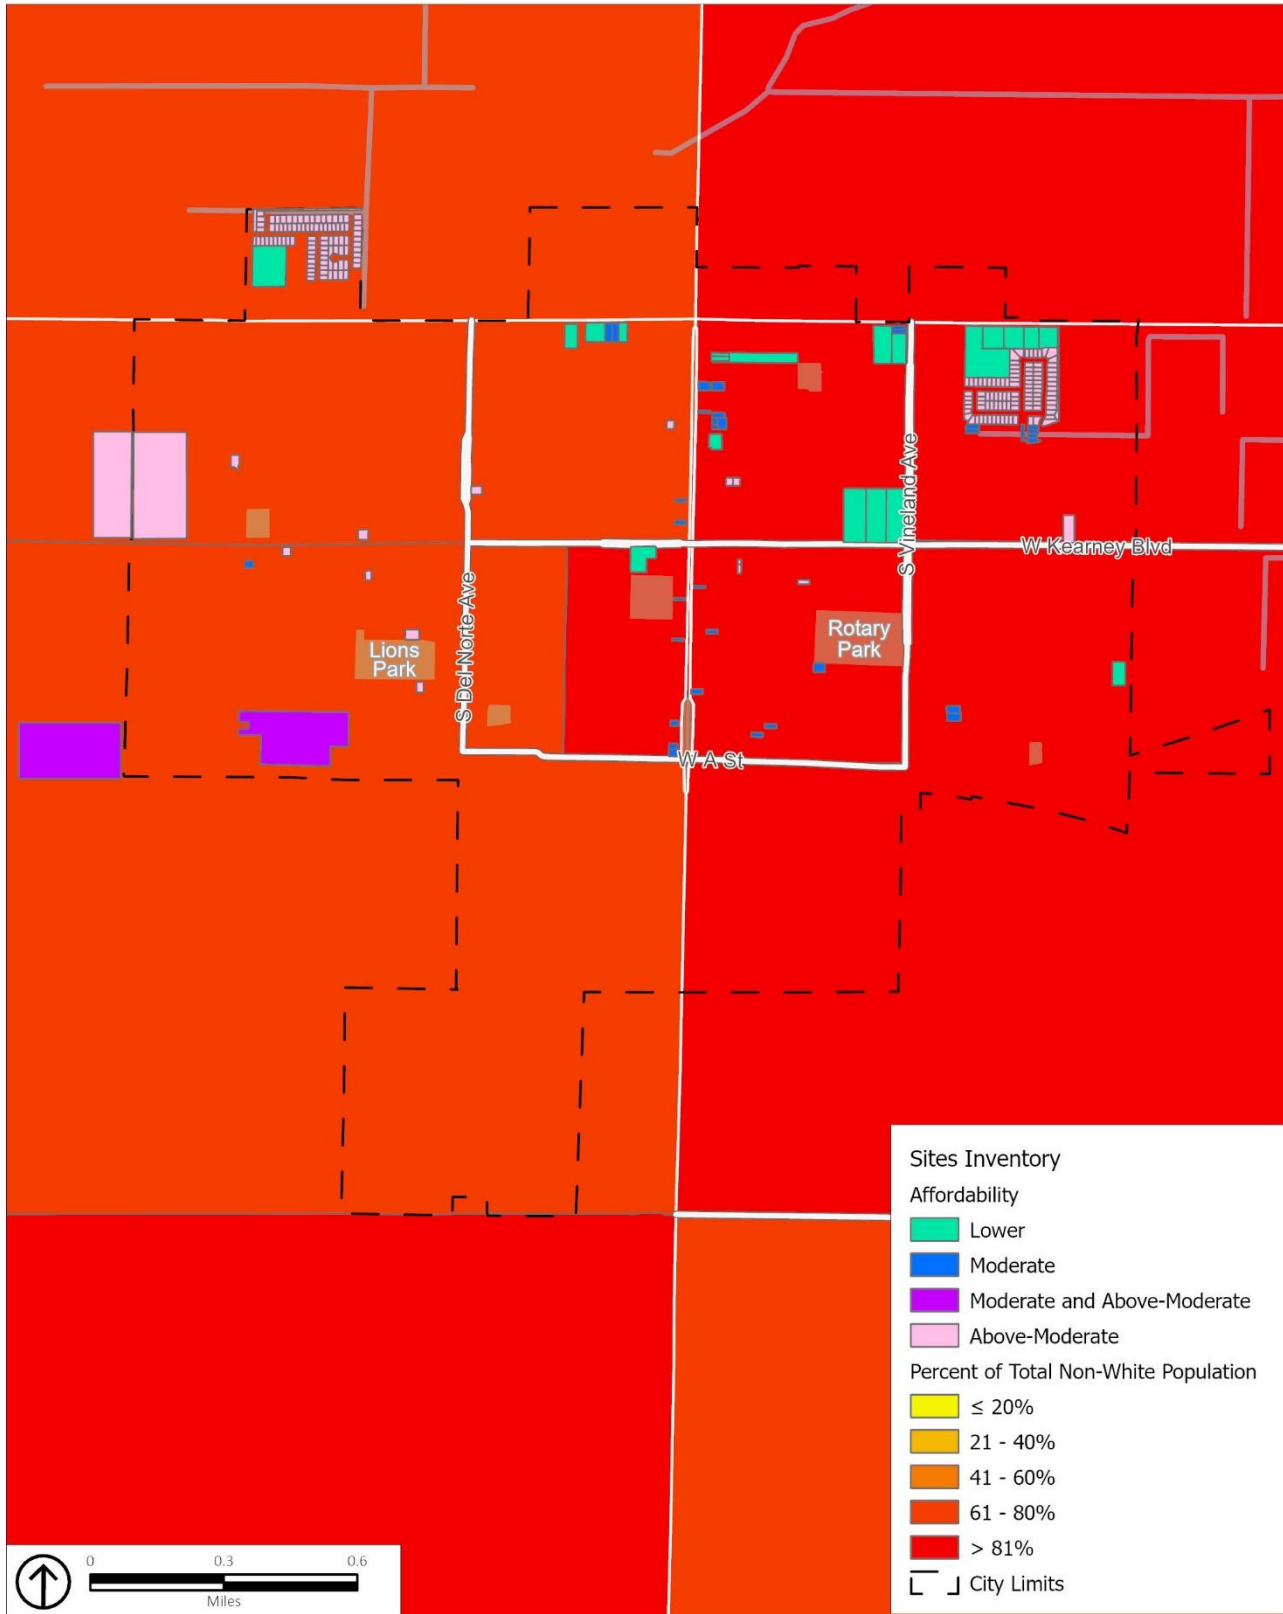 W Kearney Blvd
S Vineland Ave
S Del Norte Ave
Rotary
Park
Lions
Park
W A St
Sites Inventory
Affordability
Lower
Moderate
Moderate and Above-Moderate
Above-Moderate
Percent of Total Non-White Population
≤ 20%
21 - 40%
41 - 60%
61 - 80%
> 81%
City Limits
0 0.3 0.6
Miles